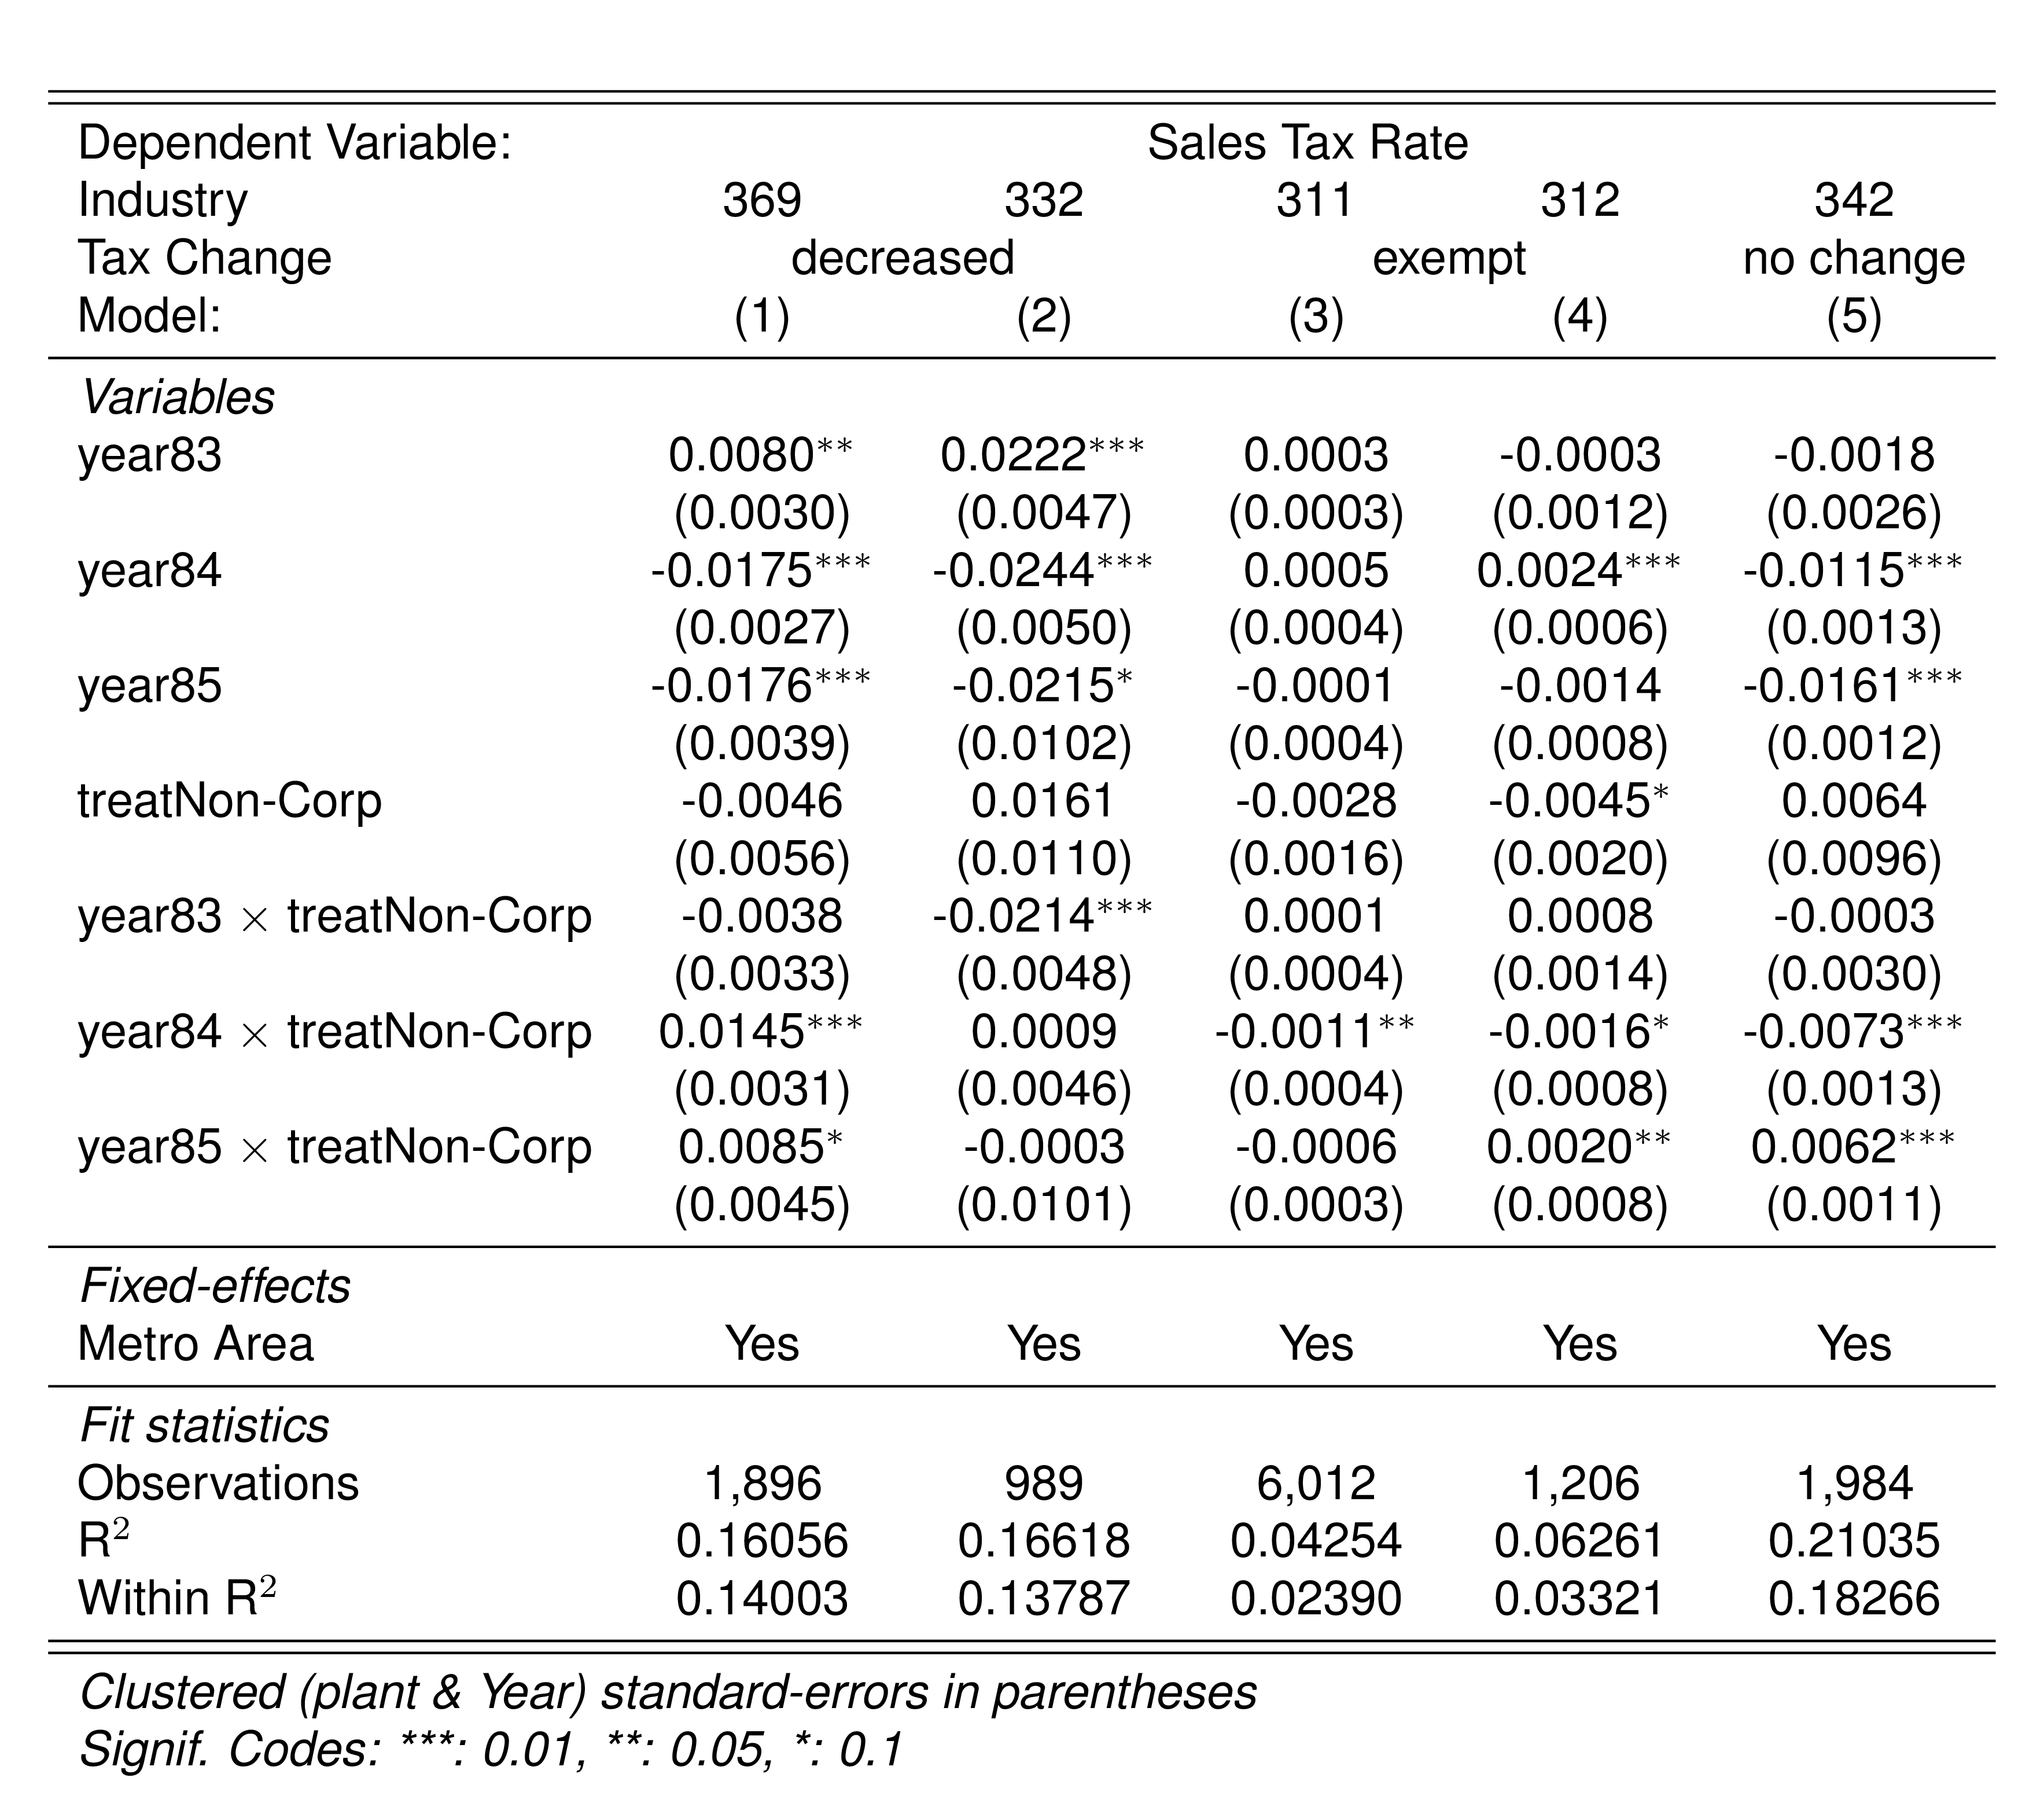 Dependent Variable: Sales Tax Rate
Industry 369 332 311 312 342
Tax Change decreased exempt no change
Model: (1) (2) (3) (4) (5)
Variables
year83 0.0080** 0.0222*** 0.0003 -0.0003 -0.0018
(0.0030) (0.0047) (0.0003) (0.0012) (0.0026)
year84 -0.0175*** -0.0244*** 0.0005 0.0024*** -0.0115***
(0.0027) (0.0050) (0.0004) (0.0006) (0.0013)
year85 -0.0176*** -0.0215* -0.0001 -0.0014 -0.0161***
(0.0039) (0.0102) (0.0004) (0.0008) (0.0012)
treatNon-Corp -0.0046 0.0161 -0.0028 -0.0045* 0.0064
(0.0056) (0.0110) (0.0016) (0.0020) (0.0096)
year83 × treatNon-Corp -0.0038 -0.0214*** 0.0001 0.0008 -0.0003
(0.0033) (0.0048) (0.0004) (0.0014) (0.0030)
year84 × treatNon-Corp 0.0145*** 0.0009 -0.0011** -0.0016* -0.0073***
(0.0031) (0.0046) (0.0004) (0.0008) (0.0013)
year85 × treatNon-Corp 0.0085* -0.0003 -0.0006 0.0020** 0.0062***
(0.0045) (0.0101) (0.0003) (0.0008) (0.0011)
Fixed-effects
Metro Area Yes Yes Yes Yes Yes
Fit statistics
Observations 1,896 989 6,012 1,206 1,984
R² 0.16056 0.16618 0.04254 0.06261 0.21035
Within R² 0.14003 0.13787 0.02390 0.03321 0.18266
Clustered (plant & Year) standard-errors in parentheses
Signif. Codes: ***: 0.01, **: 0.05, *: 0.1